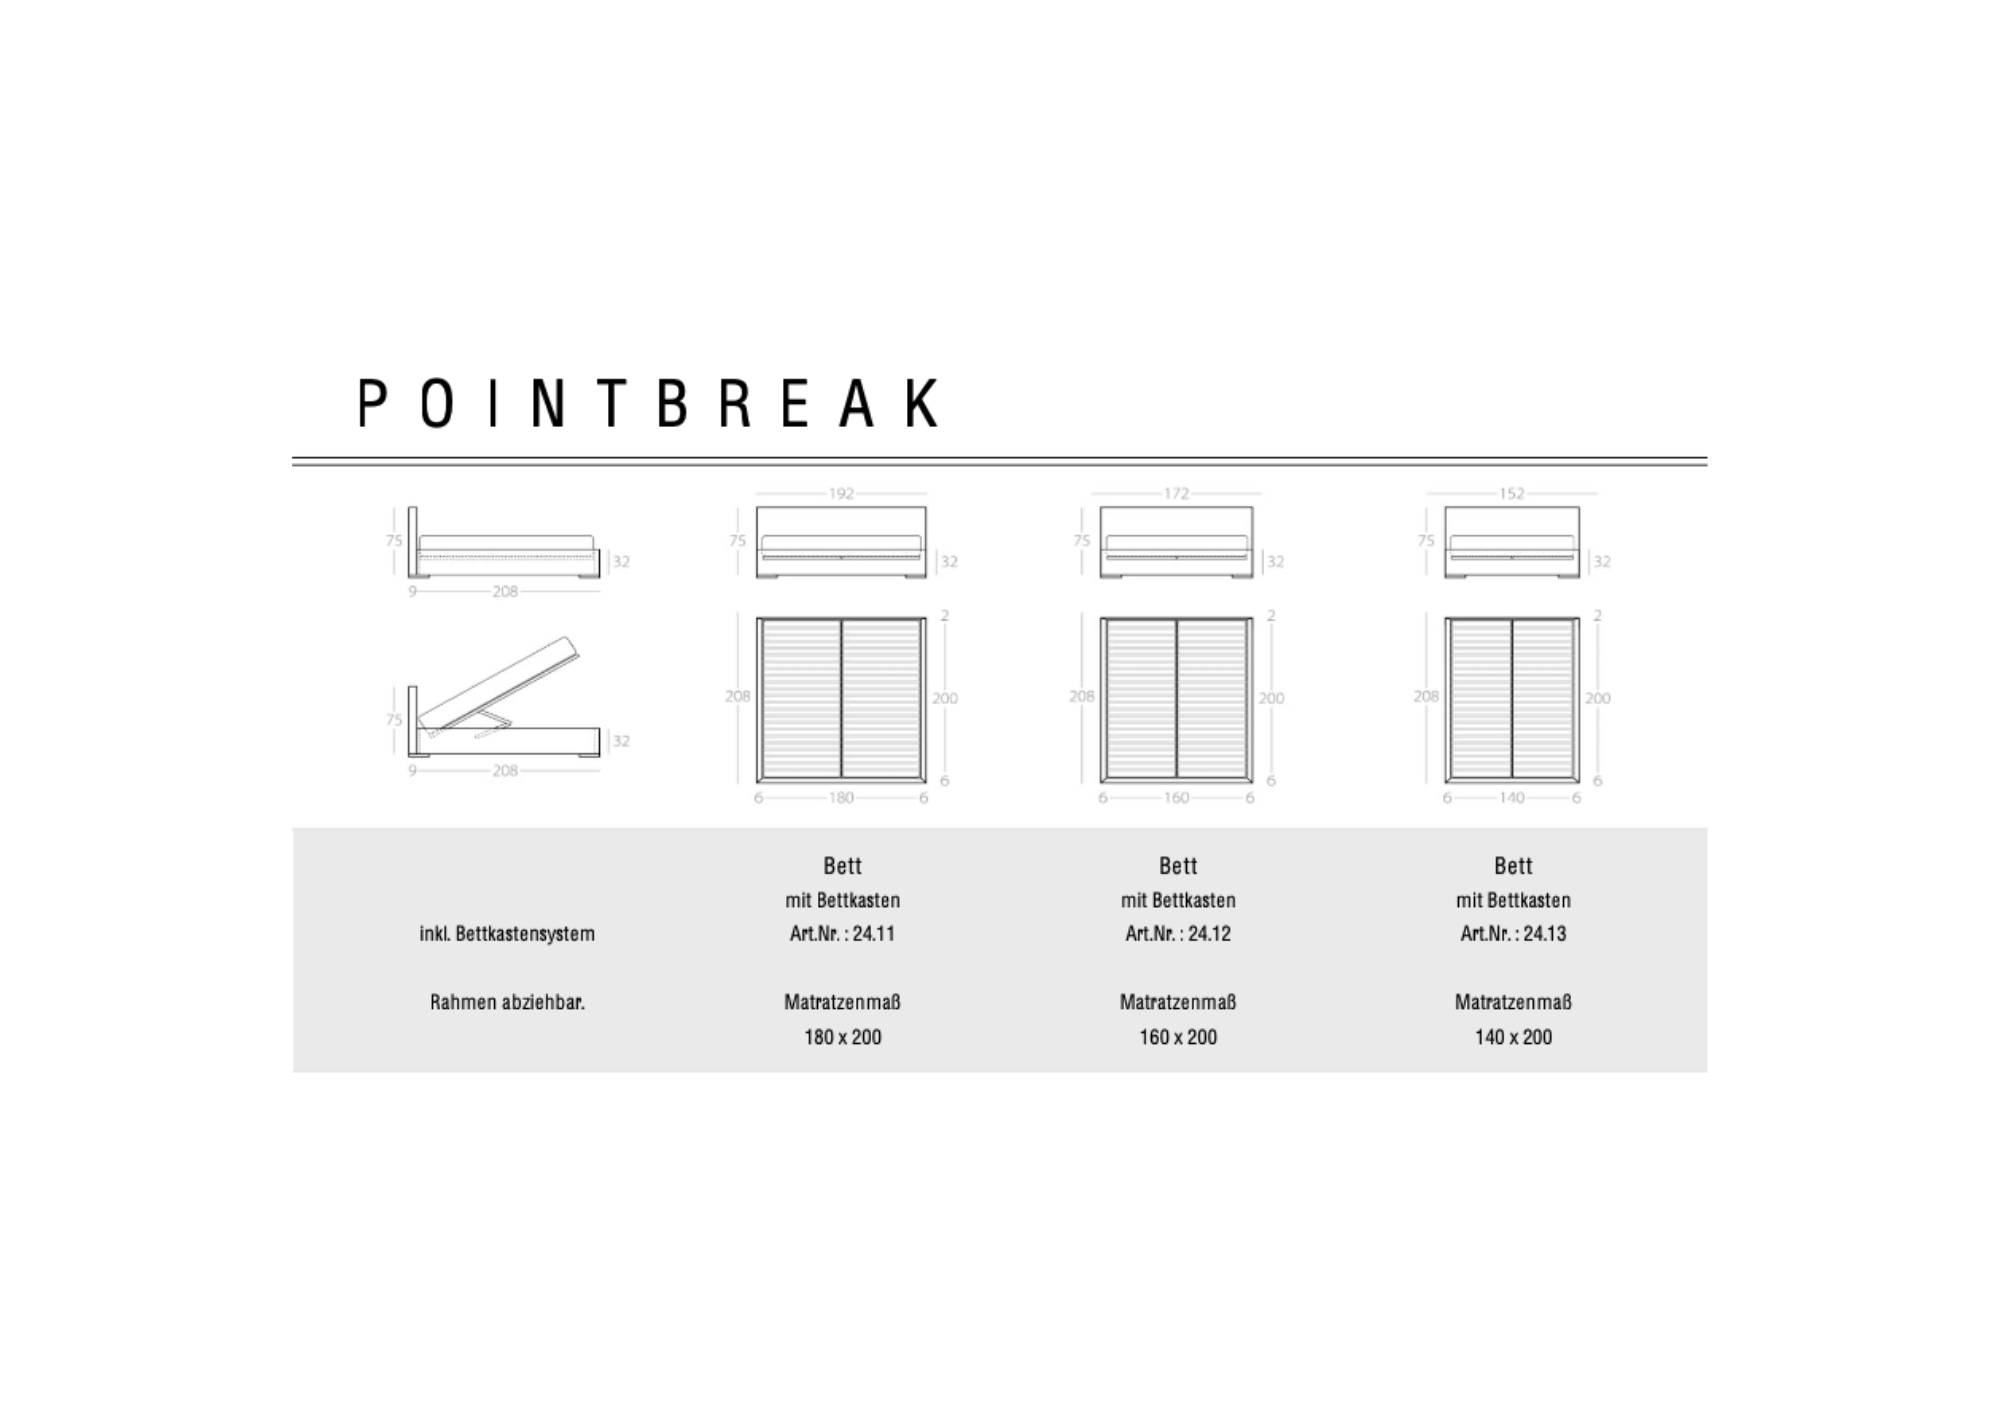 POINTBREAK
192
172
152
75
32
75
32
75
32
75
32
9
208
2
2
2
208
200
208
200
208
200
75
32
9
208
6
6
6
6
180
6
6
160
6
6
140
6
Bett
Bett
Bett
mit Bettkasten
mit Bettkasten
mit Bettkasten
inkl. Bettkastensystem
Art.Nr. : 24.11
Art.Nr. : 24.12
Art.Nr. : 24.13
Rahmen abziehbar.
Matratzenmaß
Matratzenmaß
Matratzenmaß
180 x 200
160 x 200
140 x 200